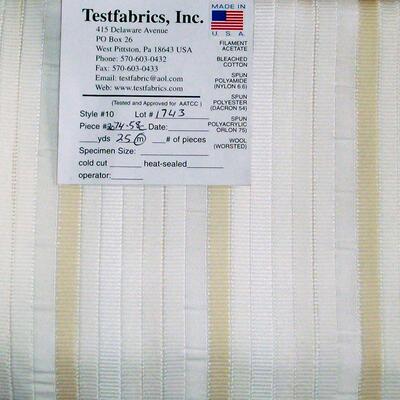 Testfabrics, Inc.
415 Delaware Avenue
PO Box 26
West Pittston, Pa 18643 USA
Phone: 570-603-0432
Fax: 570-603-0433
Email: testfabric@aol.com
Web: www.testfabrics.com
(Tested and Approved for AATCC )
Style #10 Lot # 1743
Piece # Date:
yds 25 m # of pieces
Specimen Size:
cold cut heat-sealed
operator:
MADE IN
U. S. A.
FILAMENT
ACETATE
BLEACHED
COTTON
SPUN
POLYAMIDE
(NYLON 6.6)
SPUN
POLYESTER
(DACRON 54)
SPUN
POLYACRYLIC
ORLON 75)
WOOL
(WORSTED)